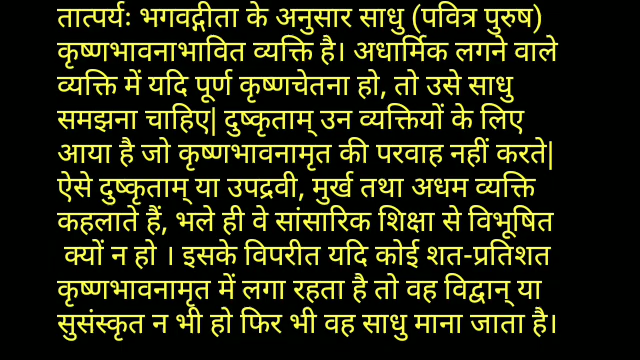 तात्पर्यः भगवद्गीता के अनुसार साधु (पवित्र पुरुष)
कृष्णभावनाभावित व्यक्ति है। अधार्मिक लगने वाले
व्यक्ति में यदि पूर्ण कृष्णचेतना हो, तो उसे साधु
समझना चाहिए| दुष्कृताम् उन व्यक्तियों के लिए
आया है जो कृष्णभावनामृत की परवाह नहीं करते|
ऐसे दुष्कृताम् या उपद्रवी, मुर्ख तथा अधम व्यक्ति
कहलाते हैं, भले ही वे सांसारिक शिक्षा से विभूषित
क्यों न हो । इसके विपरीत यदि कोई शत-प्रतिशत
कृष्णभावनामृत में लगा रहता है तो वह विद्वान् या
सुसंस्कृत न भी हो फिर भी वह साधु माना जाता है।